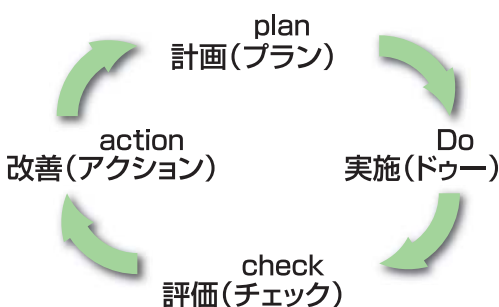 plan
計画(プラン)
Do
実施(ドゥー)
check
評価(チェック)
action
改善(アクション)